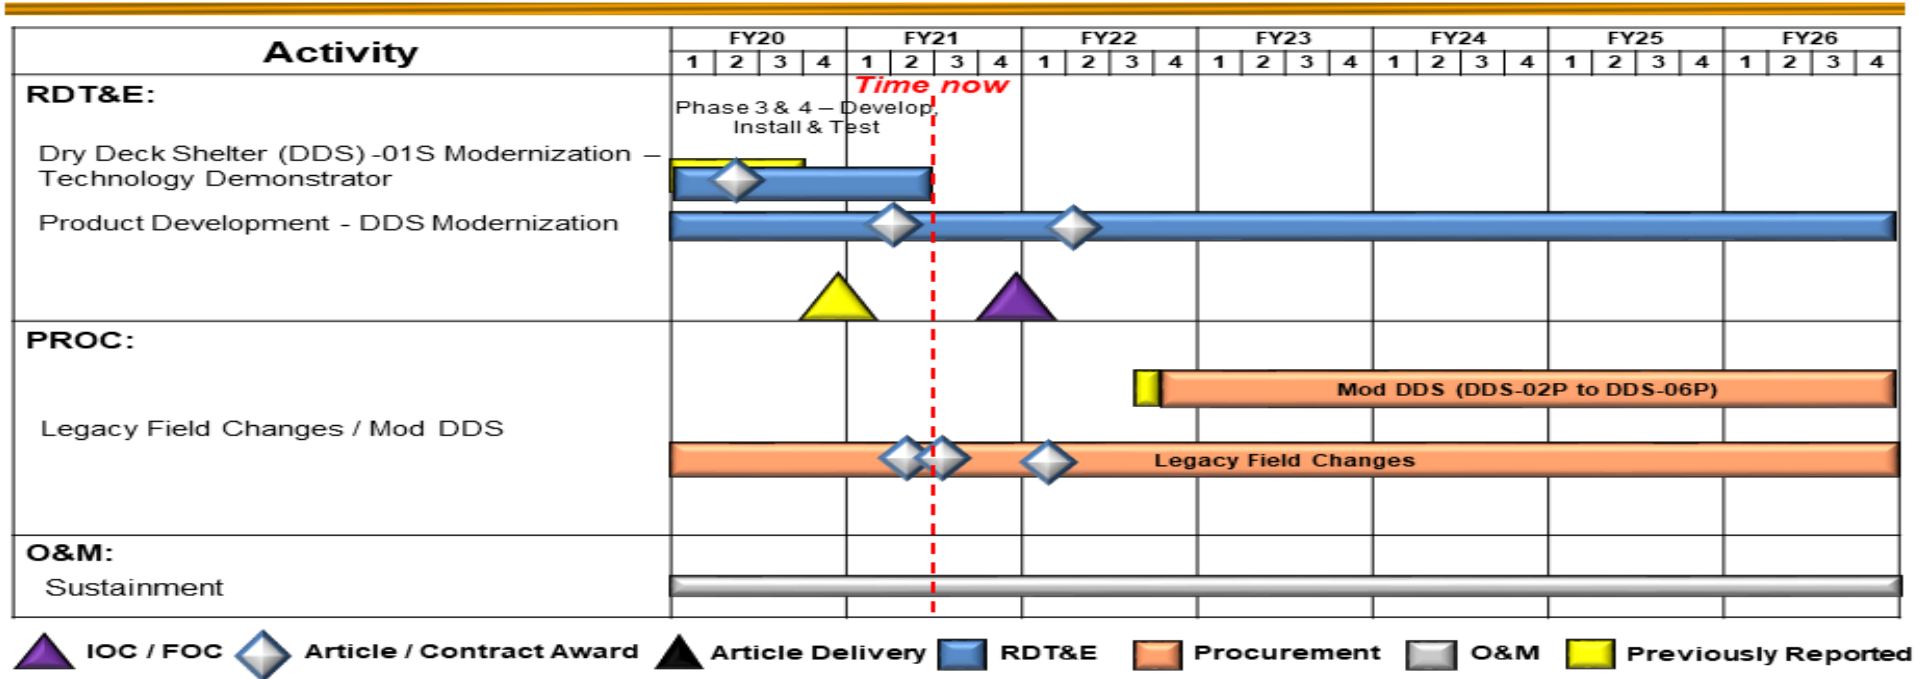 Activity
FY20 FY21 FY22 FY23 FY24 FY25 FY26
1 2 3 4 1 2 3 4 1 2 3 4 1 2 3 4 1 2 3 4 1 2 3 4 1 2 3 4
RDT&E:
Time now
Phase 3 & 4 – Develop,
Install & Test
Dry Deck Shelter (DDS) -01S Modernization –
Technology Demonstrator
Product Development - DDS Modernization
PROC:
Mod DDS (DDS-02P to DDS-06P)
Legacy Field Changes / Mod DDS
Legacy Field Changes
O&M:
Sustainment
IOC / FOC Article / Contract Award Article Delivery RDT&E Procurement O&M Previously Reported